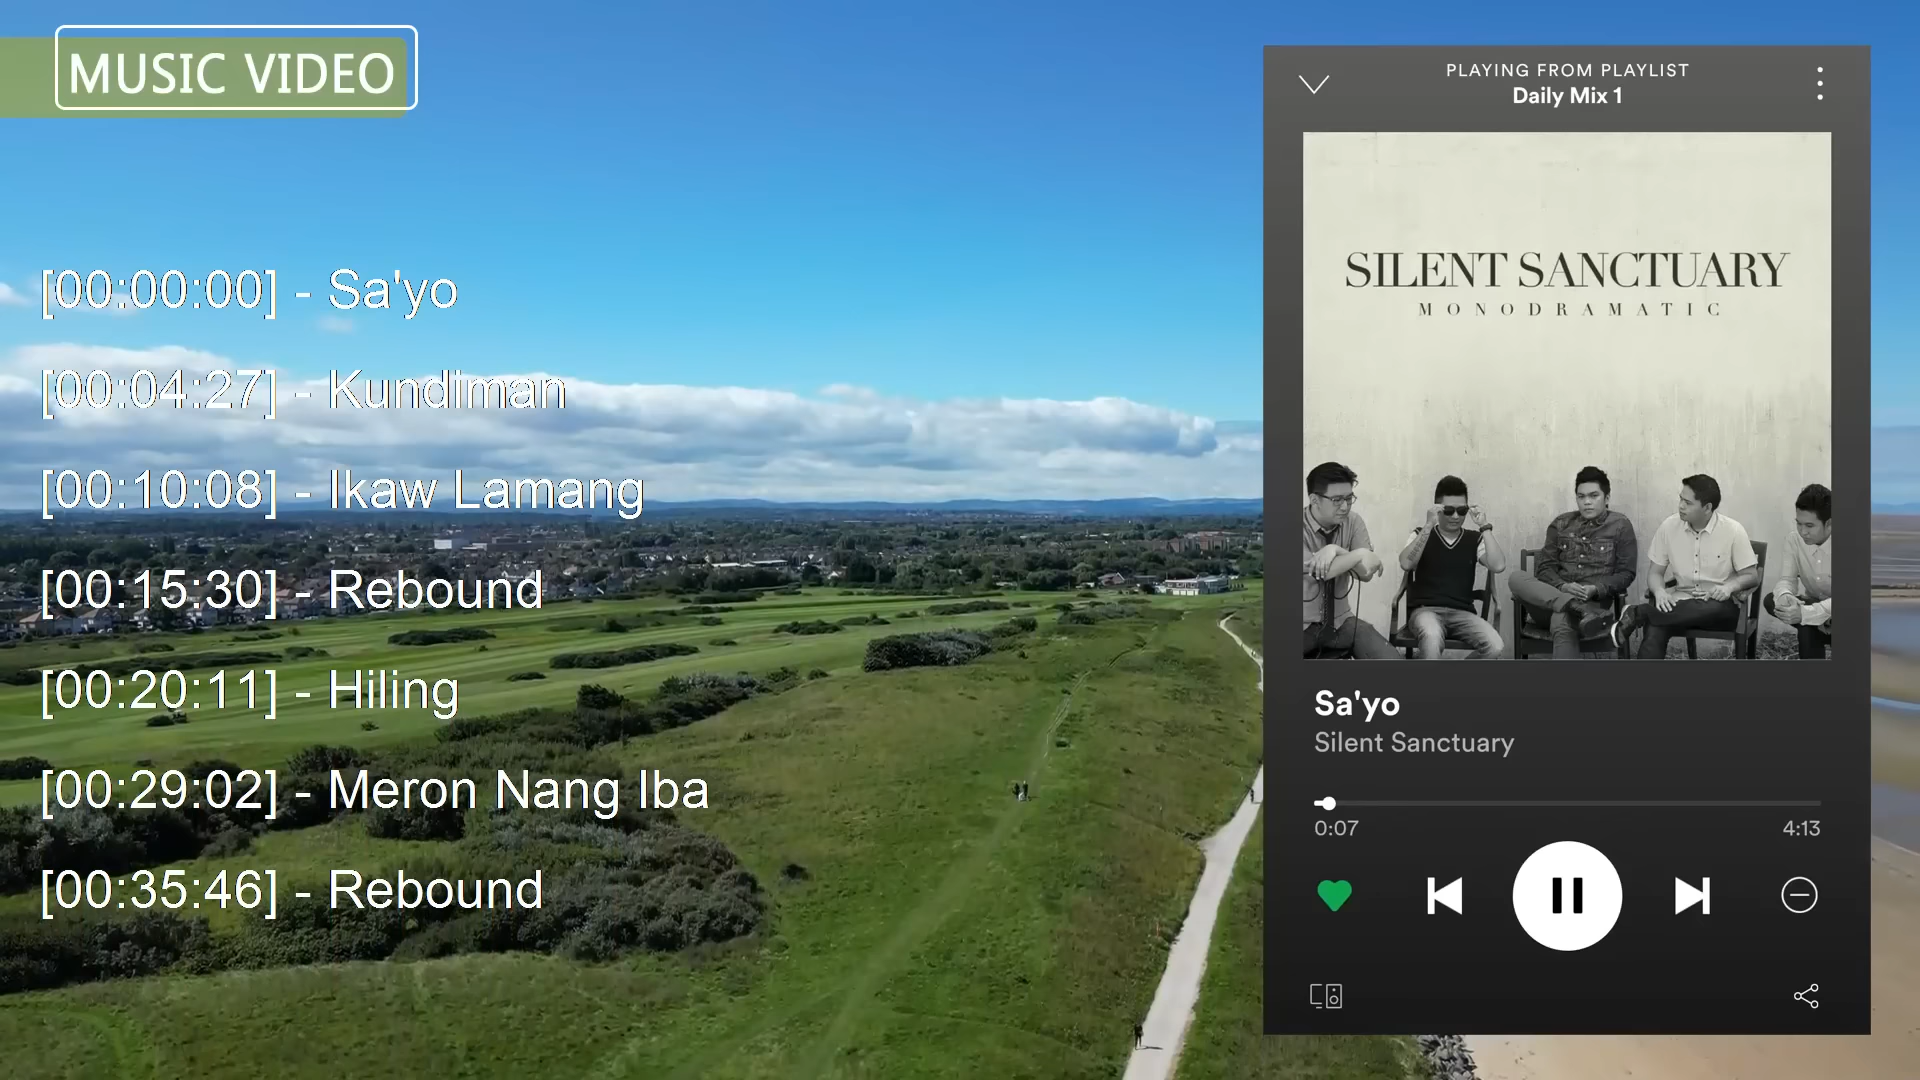 MUSIC VIDEO
[00:00:00] - Sa'yo
[00:04:27] - Kundiman
[00:10:08] - Ikaw Lamang
[00:15:30] - Rebound
[00:20:11] - Hiling
[00:29:02] - Meron Nang Iba
[00:35:46] - Rebound
PLAYING FROM PLAYLIST
Daily Mix 1
SILENT SANCTUARY
MONODRAMATIC
Sa'yo
Silent Sanctuary
0:07 4:13